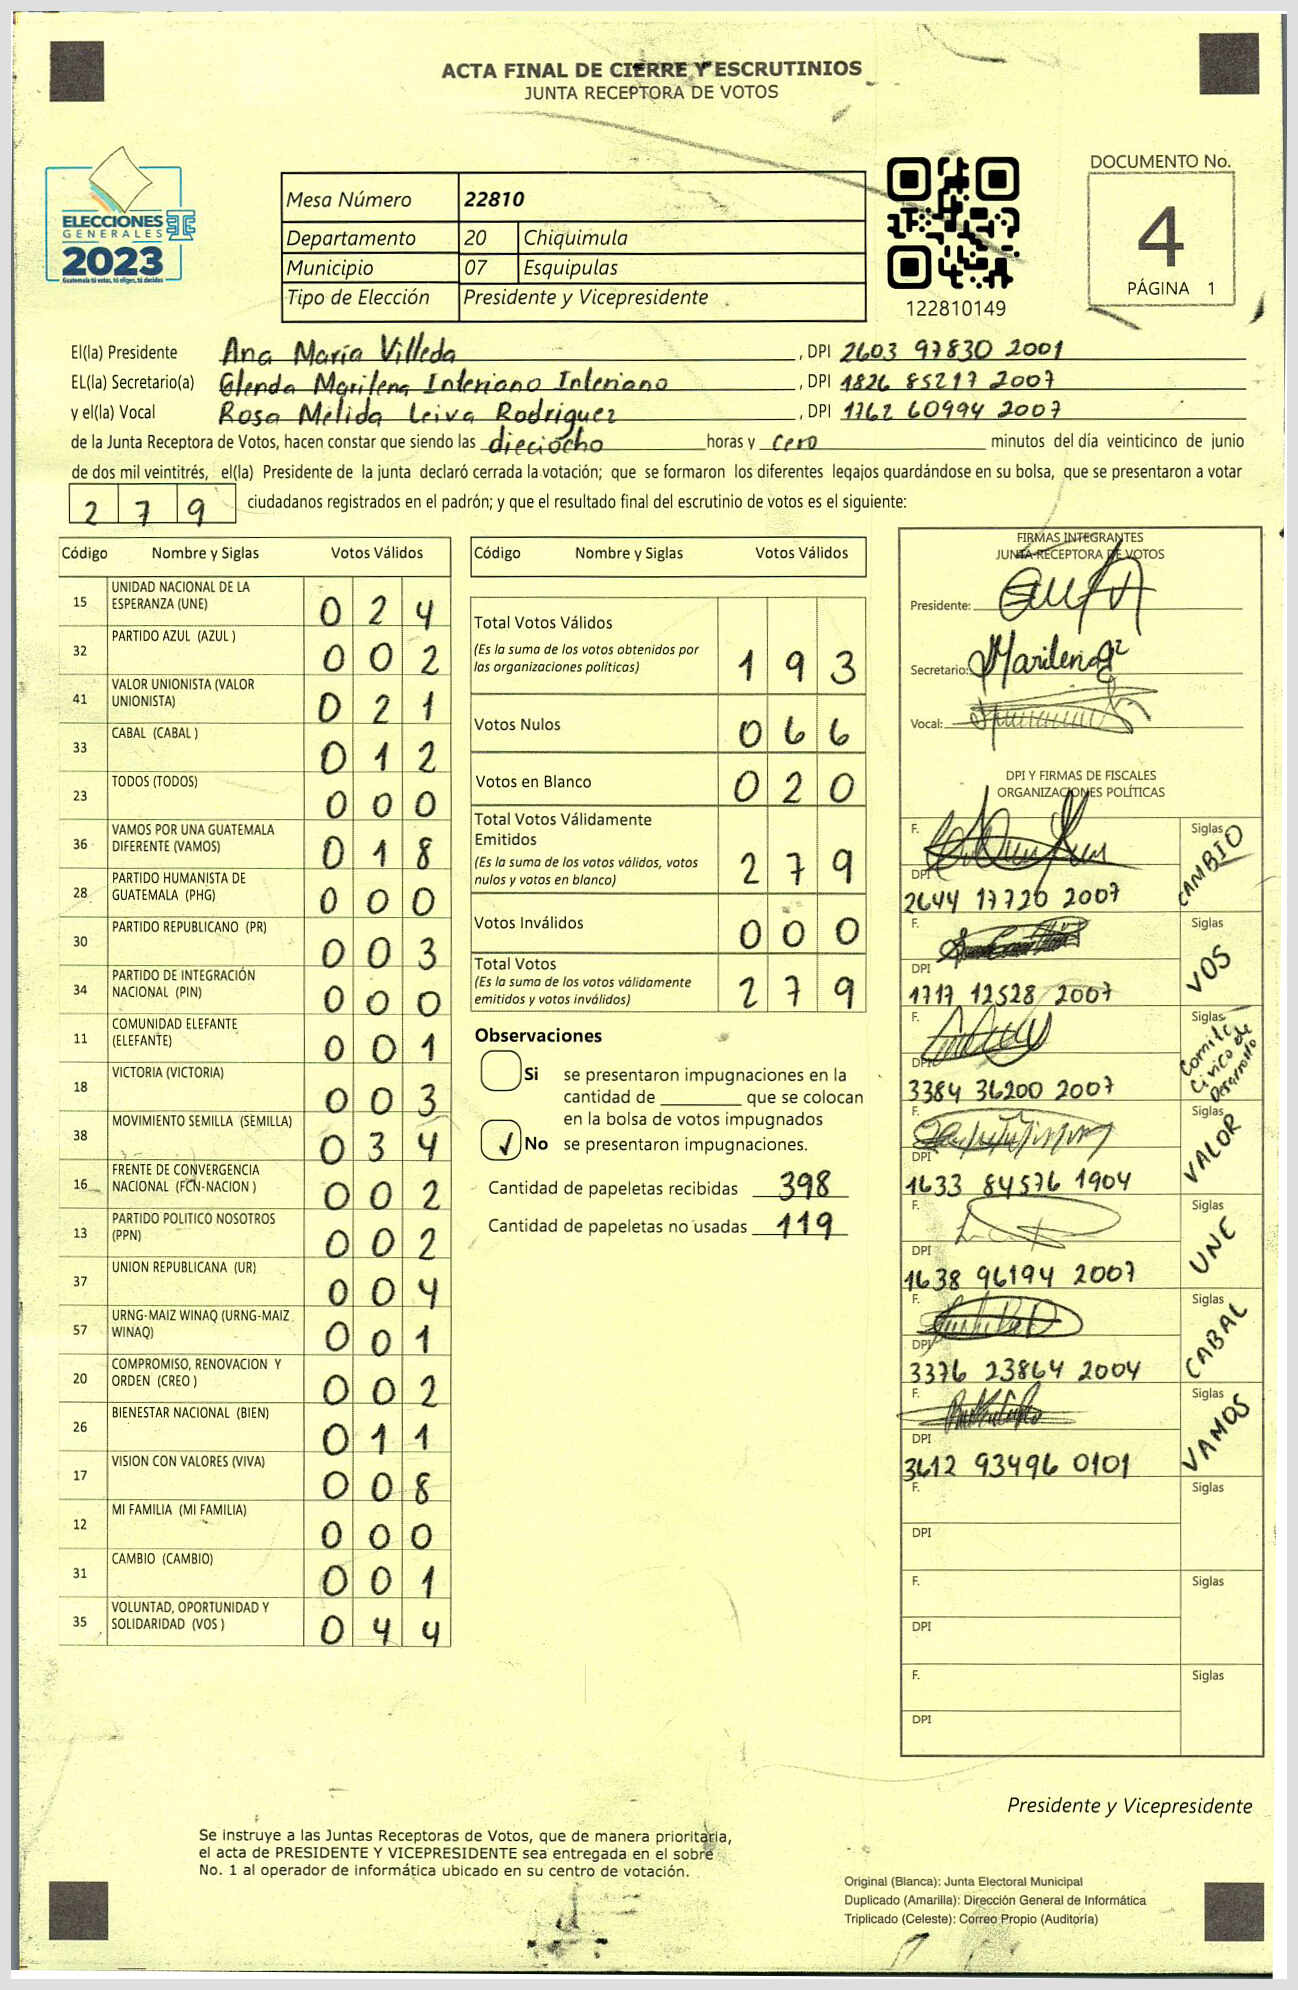 ACTA FINAL DE CIERRE Y ESCRUTINIOS
JUNTA RECEPTORA DE VOTOS
ELECCIONES
GENERALES
2023
Guatemala tú votas, tú eliges, tú decides
Mesa Número 22810
Departamento 20 Chiquimula
Municipio 07 Esquipulas
Tipo de Elección Presidente y Vicepresidente
122810149
DOCUMENTO No.
4
PÁGINA 1
El(la) Presidente Ana María Villeda , DPI 2603 97830 2001
EL(la) Secretario(a) Glenda Marilena Interiano Interiano , DPI 1826 85217 2007
y el(la) Vocal Rosa Melida Leiva Rodriguez , DPI 1762 60994 2007
de la Junta Receptora de Votos, hacen constar que siendo las dieciocho horas y cero minutos del día veinticinco de junio
de dos mil veintitrés, el(la) Presidente de la junta declaró cerrada la votación; que se formaron los diferentes legajos guardándose en su bolsa, que se presentaron a votar
2 7 9 ciudadanos registrados en el padrón; y que el resultado final del escrutinio de votos es el siguiente:
Código Nombre y Siglas Votos Válidos
15 UNIDAD NACIONAL DE LA ESPERANZA (UNE) 0 2 4
32 PARTIDO AZUL (AZUL ) 0 0 2
41 VALOR UNIONISTA (VALOR UNIONISTA) 0 2 1
33 CABAL (CABAL ) 0 1 2
23 TODOS (TODOS) 0 0 0
36 VAMOS POR UNA GUATEMALA DIFERENTE (VAMOS) 0 1 8
28 PARTIDO HUMANISTA DE GUATEMALA (PHG) 0 0 0
30 PARTIDO REPUBLICANO (PR) 0 0 3
34 PARTIDO DE INTEGRACIÓN NACIONAL (PIN) 0 0 0
11 COMUNIDAD ELEFANTE (ELEFANTE) 0 0 1
18 VICTORIA (VICTORIA) 0 0 3
38 MOVIMIENTO SEMILLA (SEMILLA) 0 3 4
16 FRENTE DE CONVERGENCIA NACIONAL (FCN-NACION ) 0 0 2
13 PARTIDO POLITICO NOSOTROS (PPN) 0 0 2
37 UNION REPUBLICANA (UR) 0 0 4
57 URNG-MAIZ WINAQ (URNG-MAIZ WINAQ) 0 0 1
20 COMPROMISO, RENOVACION Y ORDEN (CREO ) 0 0 2
26 BIENESTAR NACIONAL (BIEN) 0 1 1
17 VISION CON VALORES (VIVA) 0 0 8
12 MI FAMILIA (MI FAMILIA) 0 0 0
31 CAMBIO (CAMBIO) 0 0 1
35 VOLUNTAD, OPORTUNIDAD Y SOLIDARIDAD (VOS ) 0 4 4
Código Nombre y Siglas Votos Válidos
Total Votos Válidos
(Es la suma de los votos obtenidos por
las organizaciones políticas) 1 9 3
Votos Nulos 0 6 6
Votos en Blanco 0 2 0
Total Votos Válidamente
Emitidos
(Es la suma de los votos válidos, votos
nulos y votos en blanco) 2 7 9
Votos Inválidos 0 0 0
Total Votos
(Es la suma de los votos válidamente
emitidos y votos inválidos) 2 7 9
Observaciones
Si se presentaron impugnaciones en la
cantidad de ________ que se colocan
en la bolsa de votos impugnados
✓ No se presentaron impugnaciones.
Cantidad de papeletas recibidas 398
Cantidad de papeletas no usadas 119
FIRMAS INTEGRANTES
JUNTA RECEPTORA DE VOTOS
Presidente:
Secretario: Marilena
Vocal:
DPI Y FIRMAS DE FISCALES
ORGANIZACIONES POLÍTICAS
F. Siglas CAMBIO
DPI
2644 17720 2007
F. Siglas VOS
DPI
1717 12528 2007
F. Siglas Comité Civico de Desarrollo
DPI
3384 36200 2007
F. Siglas VALOR
DPI
1633 84576 1904
F. Siglas UNE
DPI
1638 96194 2007
F. Siglas CABAL
DPI
3376 23864 2004
F. Siglas VAMOS
DPI
3612 93496 0101
F. Siglas
DPI
F. Siglas
DPI
F. Siglas
DPI
Presidente y Vicepresidente
Se instruye a las Juntas Receptoras de Votos, que de manera prioritaria,
el acta de PRESIDENTE Y VICEPRESIDENTE sea entregada en el sobre
No. 1 al operador de informática ubicado en su centro de votación.
Original (Blanca): Junta Electoral Municipal
Duplicado (Amarilla): Dirección General de Informática
Triplicado (Celeste): Correo Propio (Auditoría)